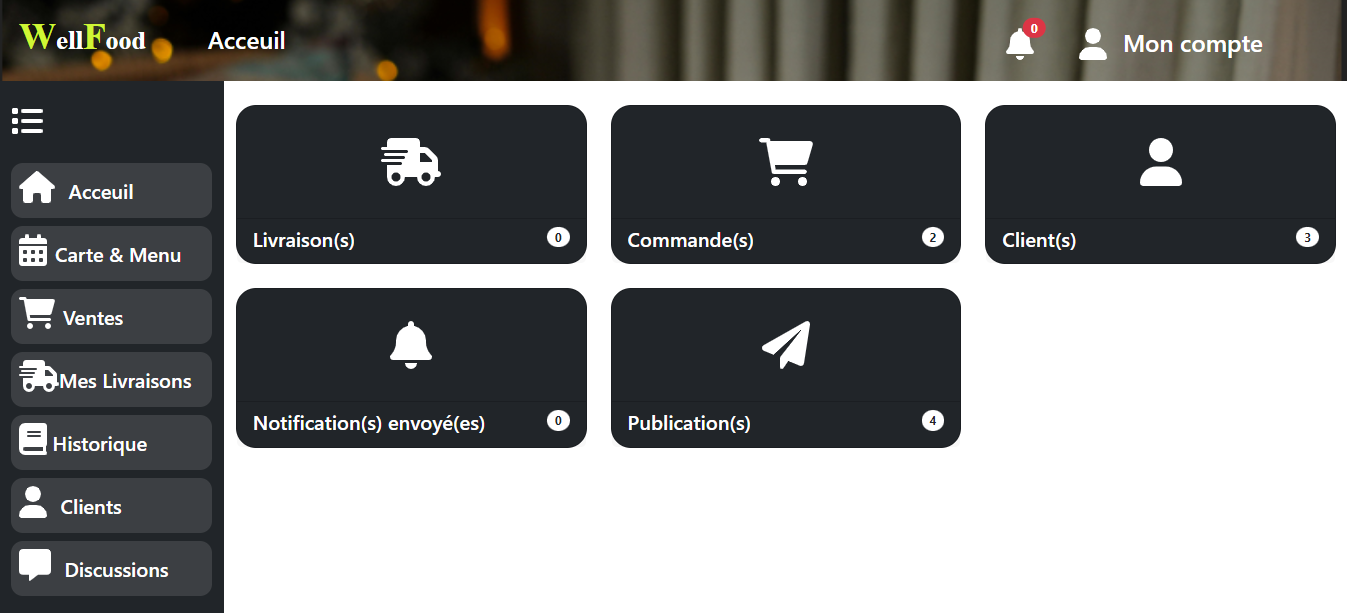 WellFood
Acceuil
0
Mon compte
Acceuil
Carte & Menu
Ventes
Mes Livraisons
Historique
Clients
Discussions
Livraison(s) 0
Commande(s) 2
Client(s) 3
Notification(s) envoyé(es) 0
Publication(s) 4